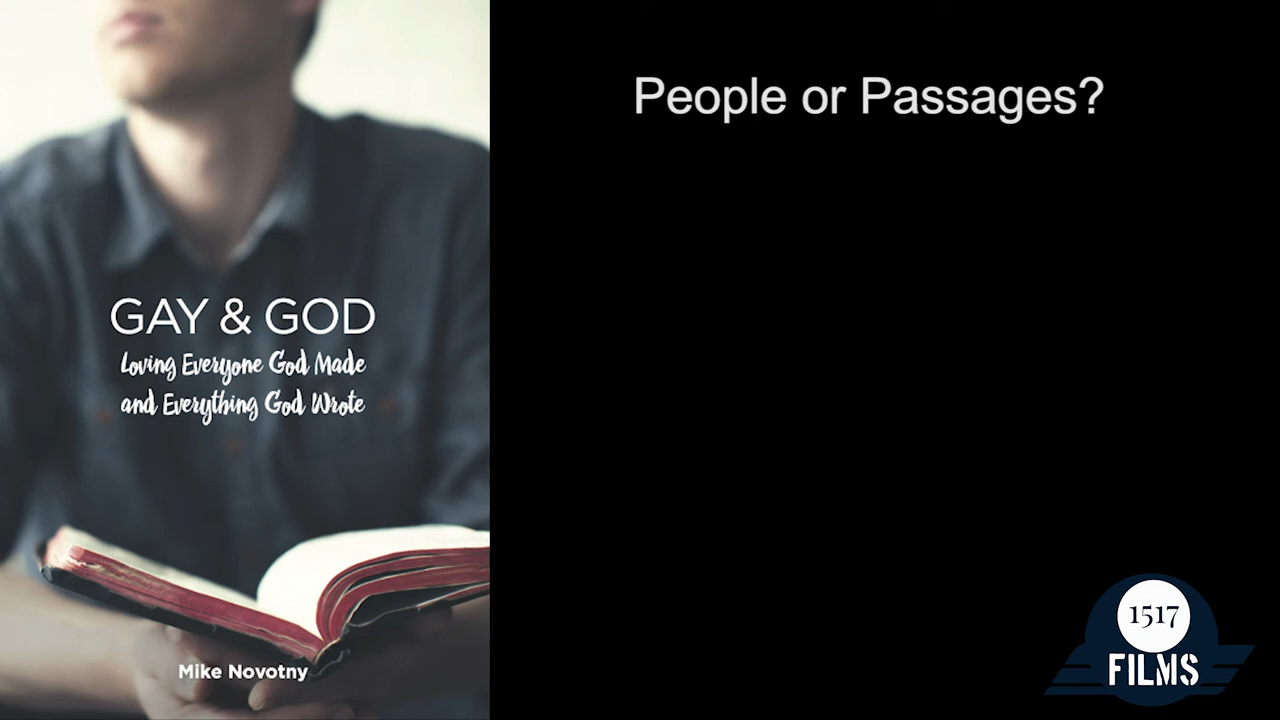 People or Passages?
GAY & GOD
Loving Everyone God Made
and Everything God Wrote
Mike Novotny
1517
FILMS